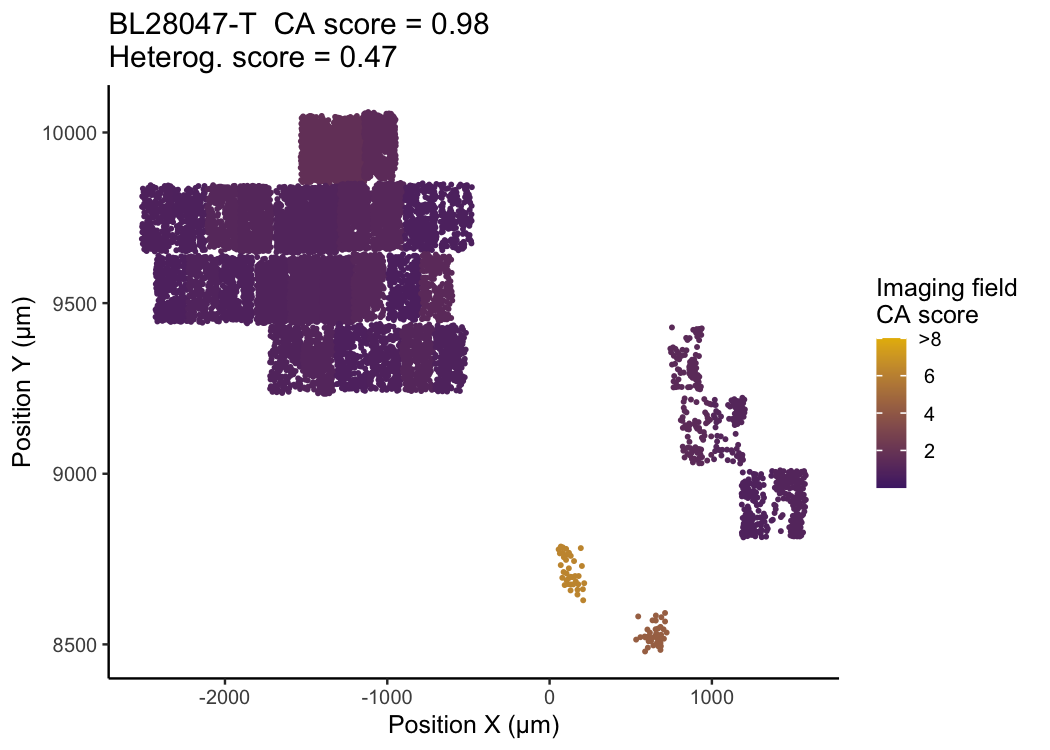 BL28047-T  CA score = 0.98
Heterog. score = 0.47
10000
9500
9000
8500
Position Y (µm)
-2000
-1000
0
1000
Position X (µm)
Imaging field
CA score
>8
6
4
2